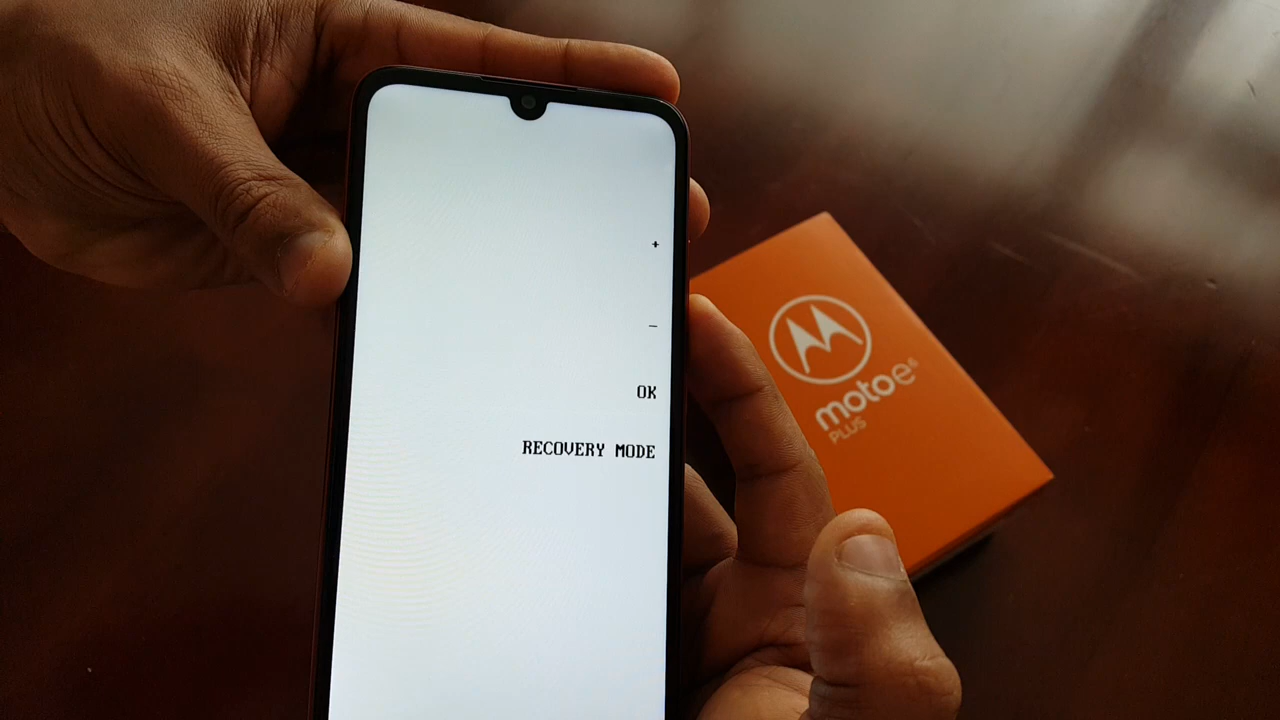 +
–
OK
RECOVERY MODE
moto e⁶
PLUS